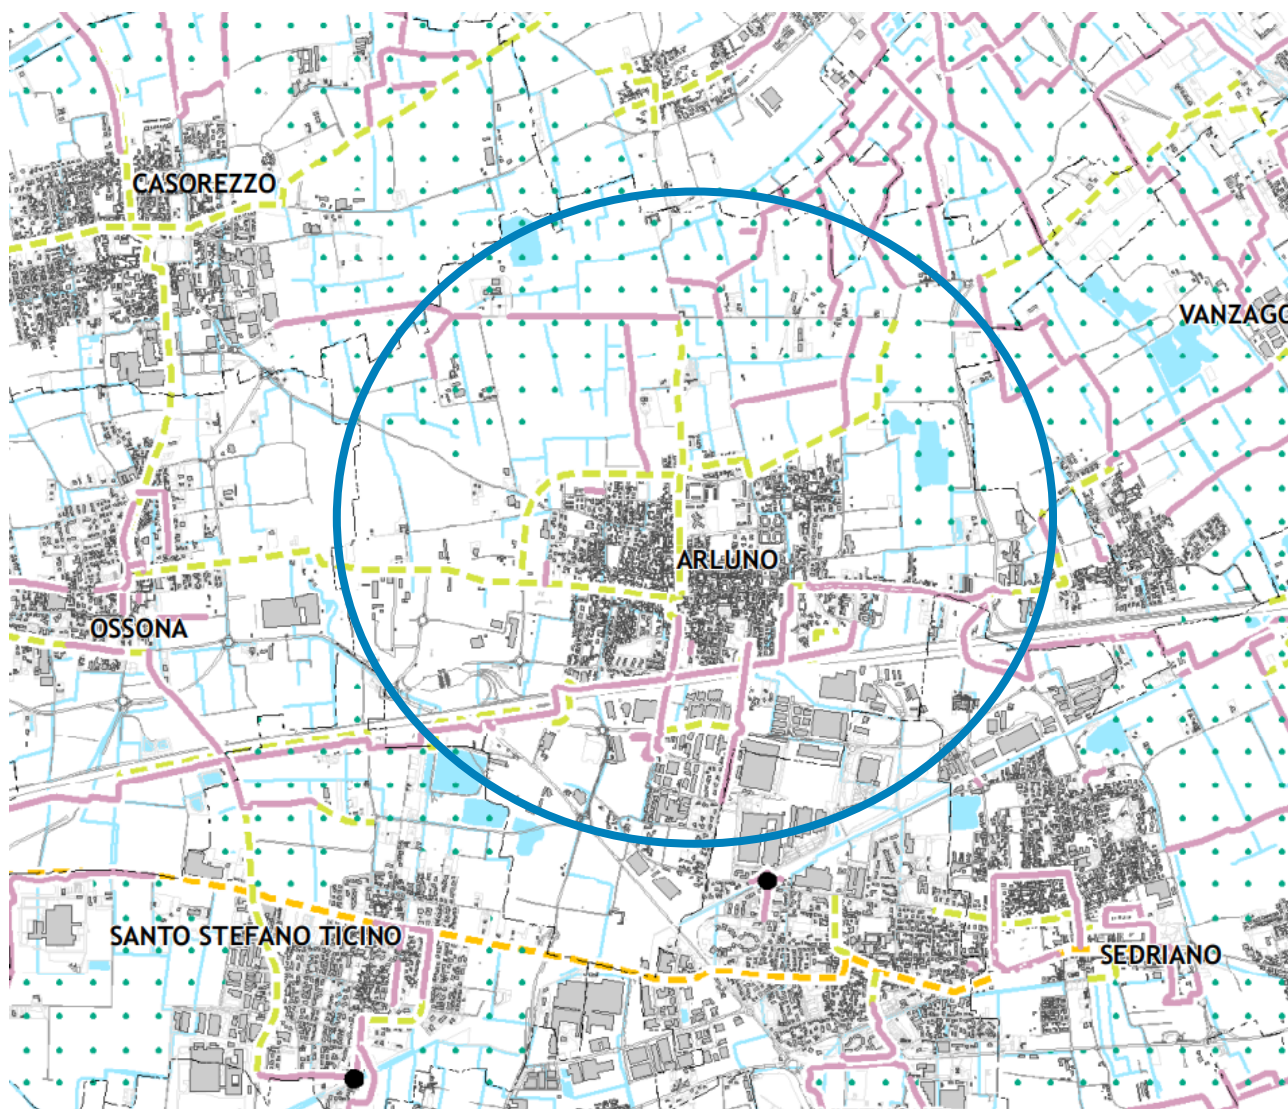 CASOREZZO
VANZAGO
ARLUNO
OSSONA
SANTO STEFANO TICINO
SEDRIANO